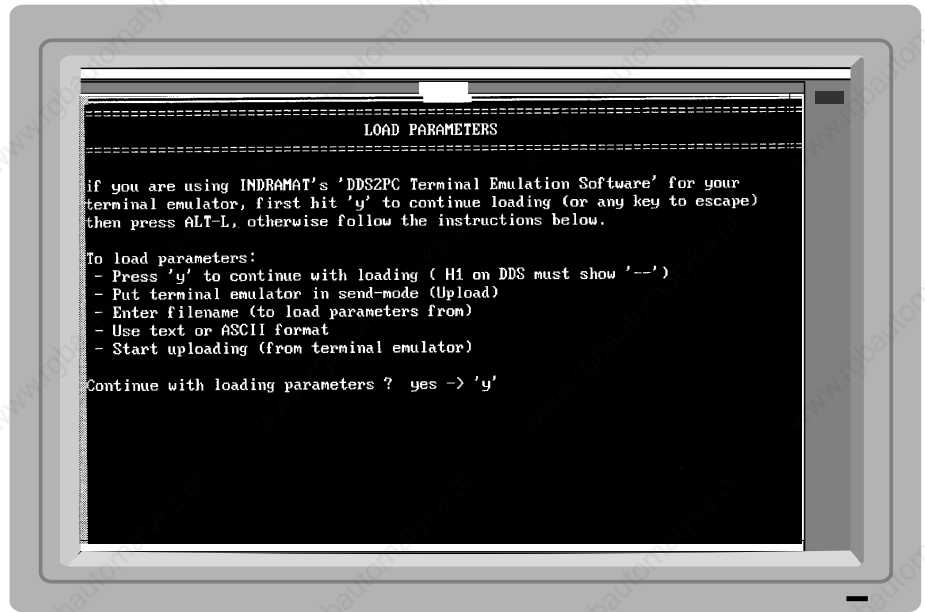 LOAD PARAMETERS
if you are using INDRAMAT's 'DDS2PC Terminal Emulation Software' for your
terminal emulator, first hit 'y' to continue loading (or any key to escape)
then press ALT-L, otherwise follow the instructions below.
To load parameters:
- Press 'y' to continue with loading ( H1 on DDS must show '--')
- Put terminal emulator in send-mode (Upload)
- Enter filename (to load parameters from)
- Use text or ASCII format
- Start uploading (from terminal emulator)
Continue with loading parameters ?  yes -> 'y'
www.rgbautomatyka.pl